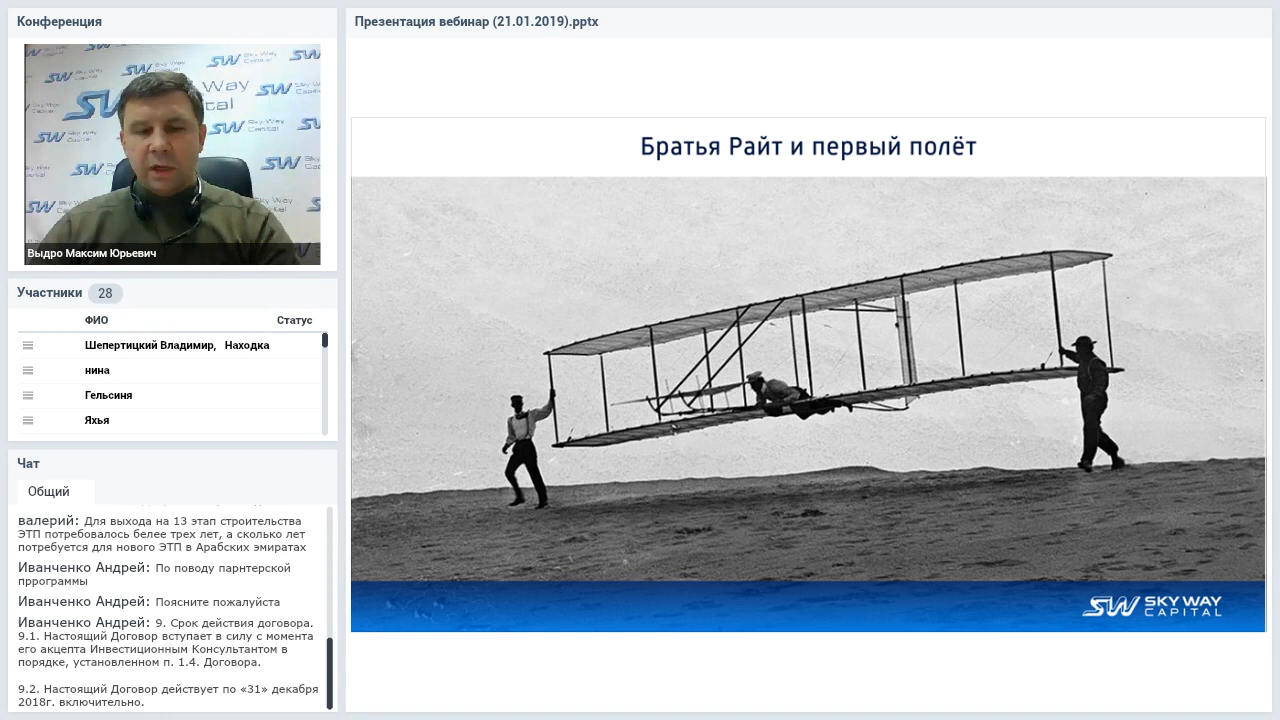 Конференция
Sky Way
Capital
Выдро Максим Юрьевич
Участники 28
ФИО Статус
Шепертицкий Владимир, Находка
нина
Гельсиня
Яхья
Чат
Общий
валерий: Для выхода на 13 этап строительства
ЭТП потребовалось более трех лет, а сколько лет
потребуется для нового ЭТП в Арабских эмиратах
Иванченко Андрей: По поводу парнтерской
пррограммы
Иванченко Андрей: Поясните пожалуйста
Иванченко Андрей: 9. Срок действия договора.
9.1. Настоящий Договор вступает в силу с момента
его акцепта Инвестиционным Консультантом в
порядке, установленном п. 1.4. Договора.
9.2. Настоящий Договор действует по «31» декабря
2018г. включительно.
Презентация вебинар (21.01.2019).pptx
Братья Райт и первый полёт
SW SKY WAY
CAPITAL